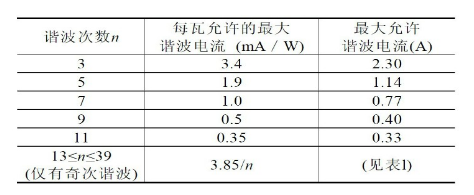 谐波次数n 每瓦允许的最大 最大允许
谐波电流 (mA / W) 谐波电流(A)
3 3.4 2.30
5 1.9 1.14
7 1.0 0.77
9 0.5 0.40
11 0.35 0.33
13≤n≤39 3.85/n (见表1)
(仅有奇次谐波)